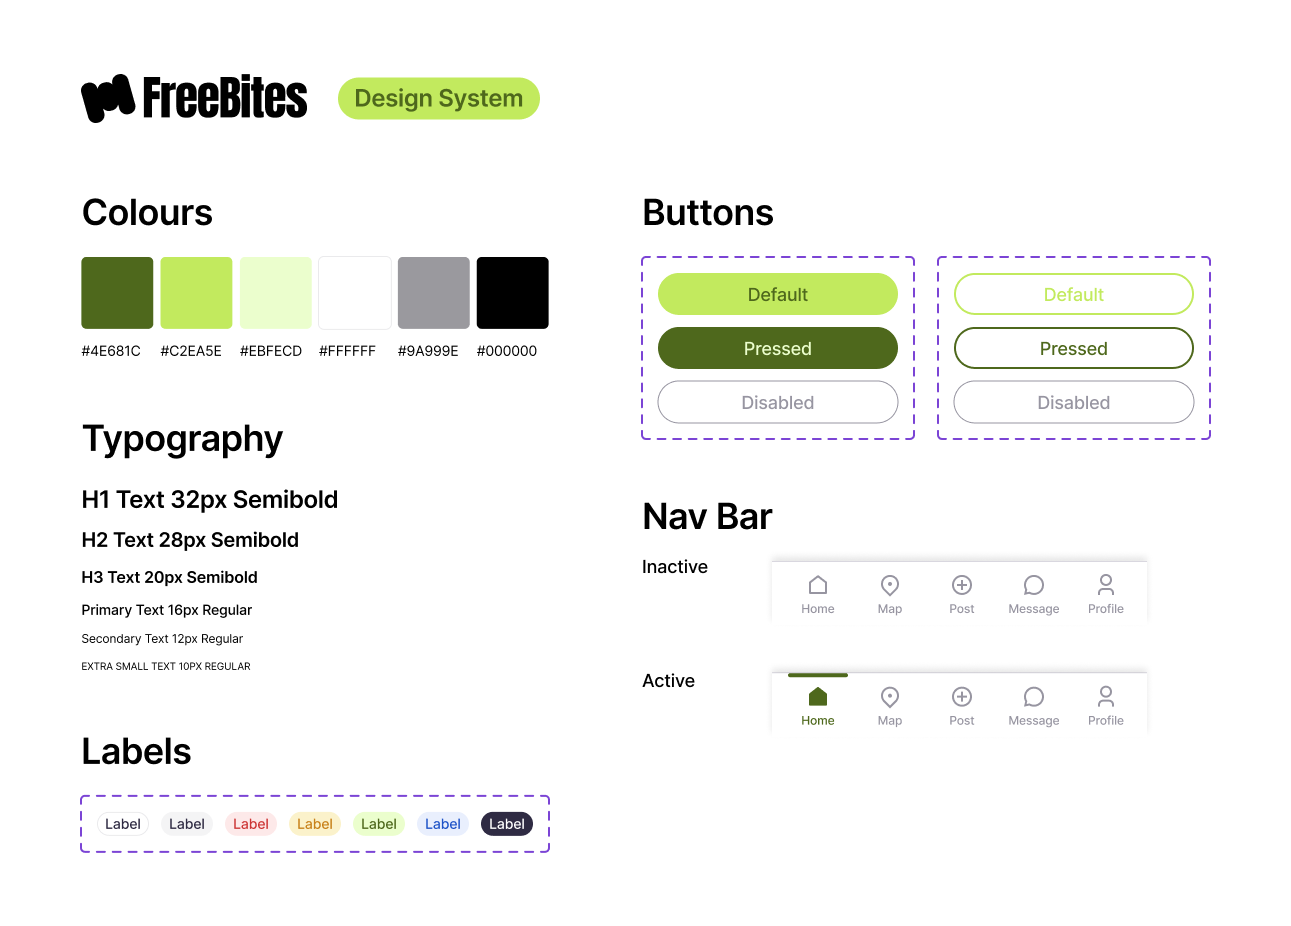 FreeBites
Design System
Colours
#4E681C #C2EA5E #EBFECD #FFFFFF #9A999E #000000
Typography
H1 Text 32px Semibold
H2 Text 28px Semibold
H3 Text 20px Semibold
Primary Text 16px Regular
Secondary Text 12px Regular
EXTRA SMALL TEXT 10PX REGULAR
Labels
Label Label Label Label Label Label Label
Buttons
Default
Pressed
Disabled
Default
Pressed
Disabled
Nav Bar
Inactive
Home Map Post Message Profile
Active
Home Map Post Message Profile